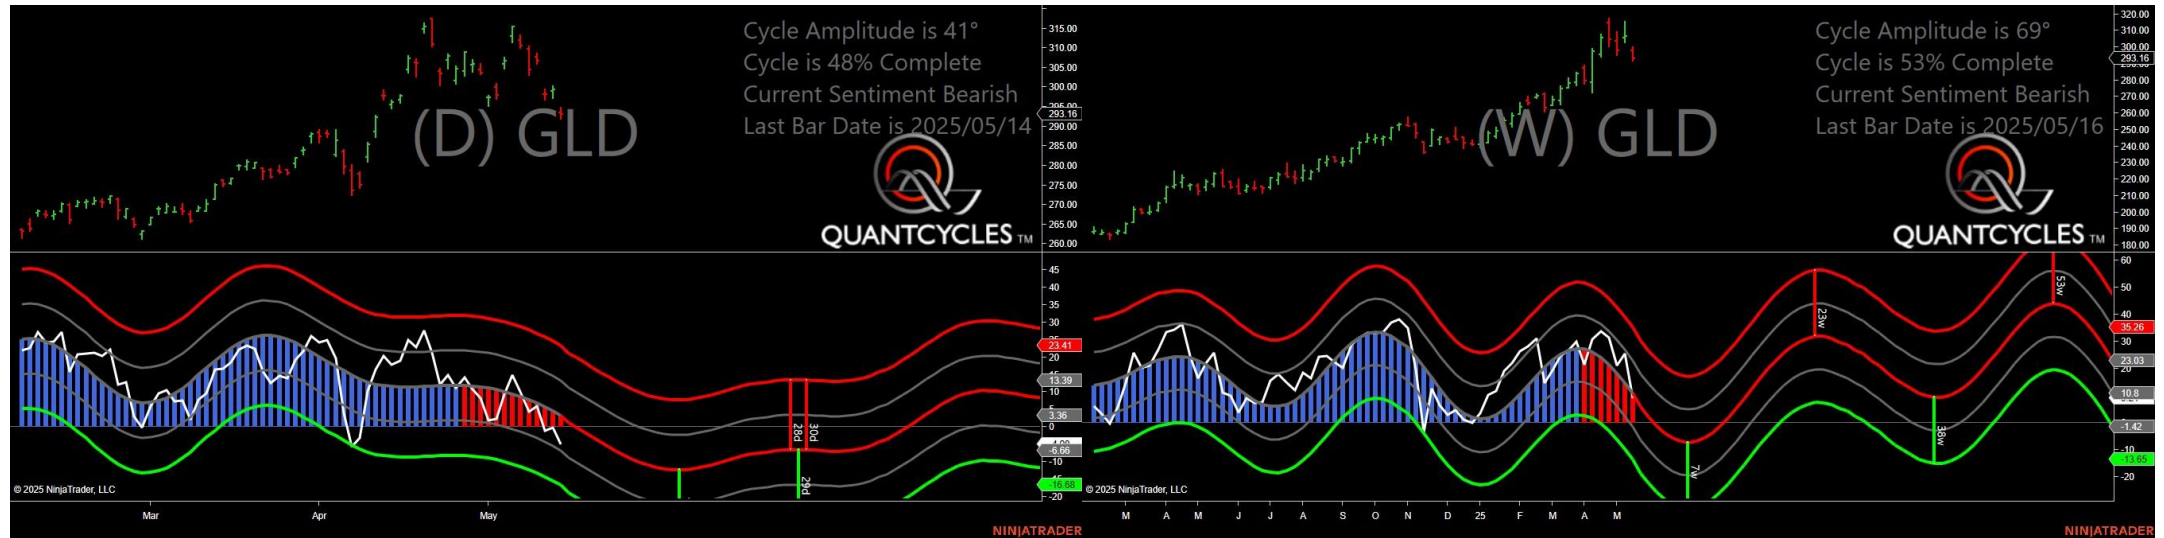 Cycle Amplitude is 41°
Cycle is 48% Complete
Current Sentiment Bearish
Last Bar Date is 2025/05/14
(D) GLD
QUANTCYCLES TM
315.00
310.00
305.00
300.00
295.00
293.16
290.00
285.00
280.00
275.00
270.00
265.00
260.00
45
40
35
30
23.41
20
15
13.39
10
5
3.36
0
-6.66
-10
-16.68
-20
28d
30d
29d
© 2025 NinjaTrader, LLC
Mar
Apr
May
NINJATRADER
Cycle Amplitude is 69°
Cycle is 53% Complete
Current Sentiment Bearish
Last Bar Date is 2025/05/16
(W) GLD
QUANTCYCLES TM
320.00
310.00
300.00
293.16
280.00
270.00
260.00
250.00
240.00
230.00
220.00
210.00
200.00
190.00
180.00
60
50
40
35.26
30
23.03
20
10.8
-1.42
-10
-13.65
-20
7w
23w
38w
53w
© 2025 NinjaTrader, LLC
M
A
M
J
J
A
S
O
N
D
25
F
M
A
M
NINJATRADER